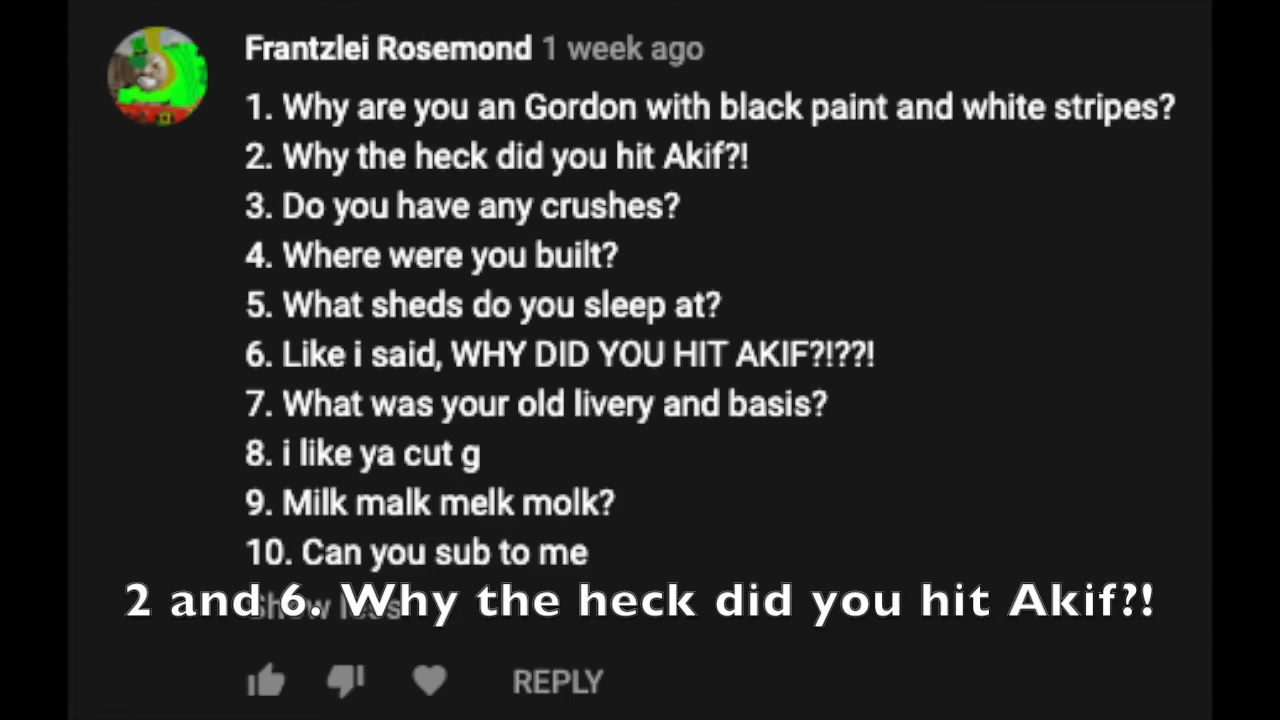 Frantzlei Rosemond 1 week ago
1. Why are you an Gordon with black paint and white stripes?
2. Why the heck did you hit Akif?!
3. Do you have any crushes?
4. Where were you built?
5. What sheds do you sleep at?
6. Like i said, WHY DID YOU HIT AKIF?!??!
7. What was your old livery and basis?
8. i like ya cut g
9. Milk malk melk molk?
10. Can you sub to me
Show less
2 and 6. Why the heck did you hit Akif?!
REPLY